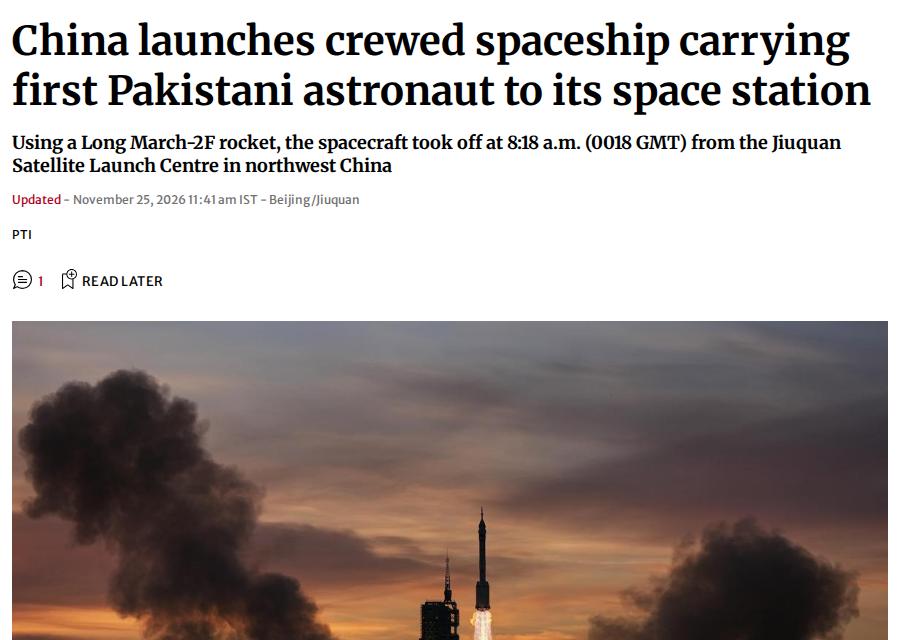 China launches crewed spaceship carrying
first Pakistani astronaut to its space station
Using a Long March-2F rocket, the spacecraft took off at 8:18 a.m. (0018 GMT) from the Jiuquan
Satellite Launch Centre in northwest China
Updated - November 25, 2026 11:41 am IST - Beijing/Jiuquan
PTI
1 READ LATER